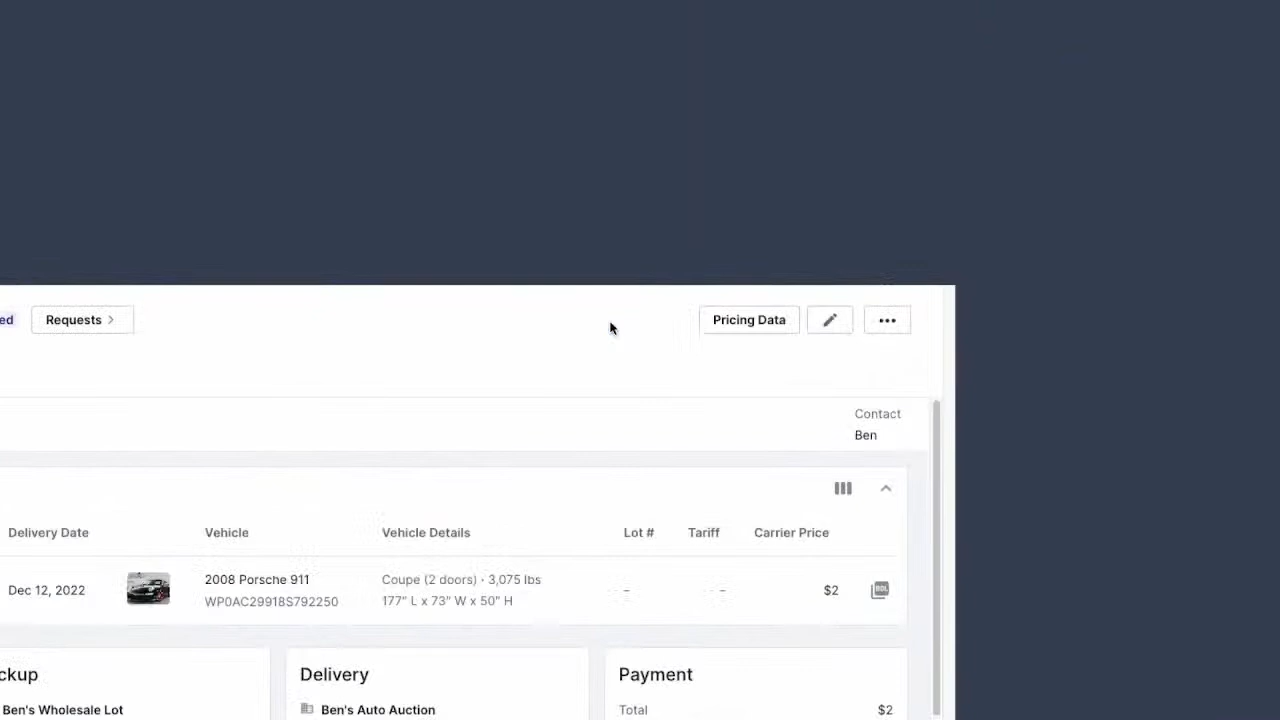 ed Requests Pricing Data
Contact
Ben
Delivery Date Vehicle Vehicle Details Lot # Tariff Carrier Price
Dec 12, 2022 2008 Porsche 911 Coupe (2 doors) · 3,075 lbs - - $2 BOL
WP0AC29918S792250 177" L x 73" W x 50" H
ckup Delivery Payment
Ben's Wholesale Lot Ben's Auto Auction Total $2